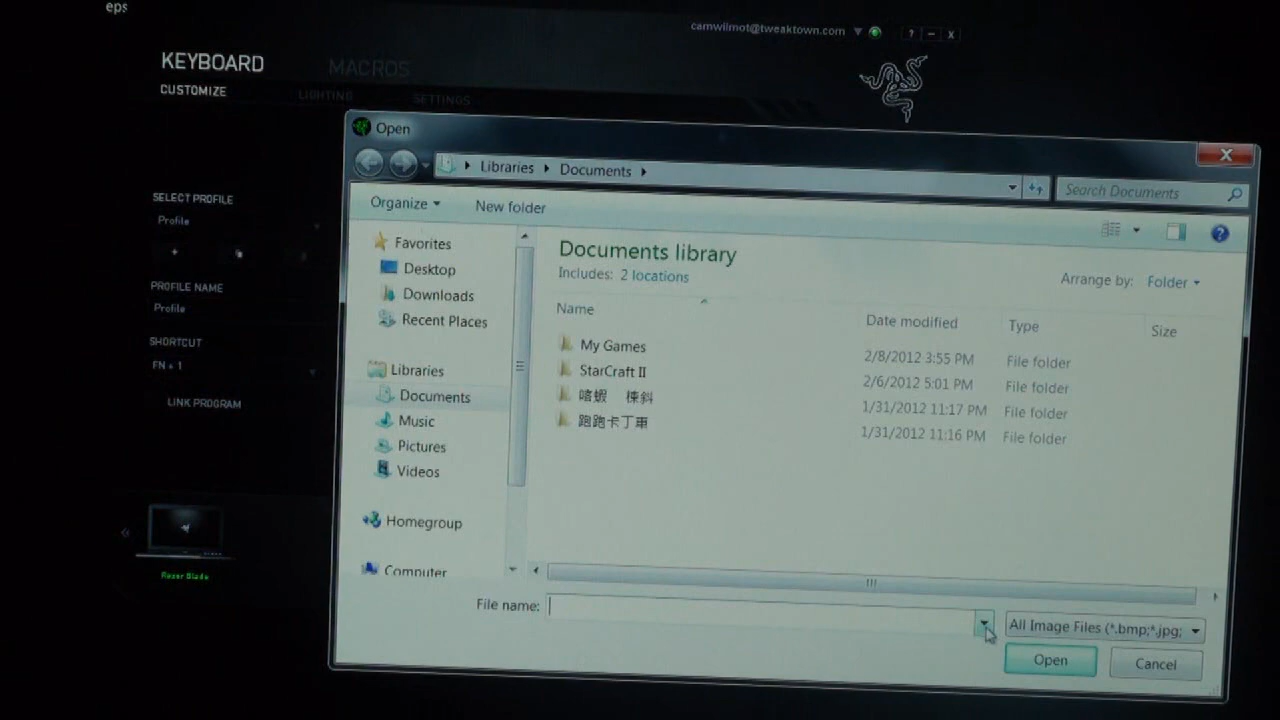 eps
camwilmot@tweaktown.com
? – x
KEYBOARD MACROS
CUSTOMIZE LIGHTING SETTINGS
SELECT PROFILE
Profile
+
PROFILE NAME
Profile
SHORTCUT
FN + 1
LINK PROGRAM
Razer Blade
Open
Libraries Documents
Search Documents
Organize New folder
Favorites
Desktop
Downloads
Recent Places
Libraries
Documents
Music
Pictures
Videos
Homegroup
Computer
Documents library
Includes: 2 locations
Arrange by: Folder
Name Date modified Type Size
My Games 2/8/2012 3:55 PM File folder
StarCraft II 2/6/2012 5:01 PM File folder
1/31/2012 11:17 PM File folder
跑跑卡丁車 1/31/2012 11:16 PM File folder
File name:
All Image Files (*.bmp;*.jpg;
Open Cancel